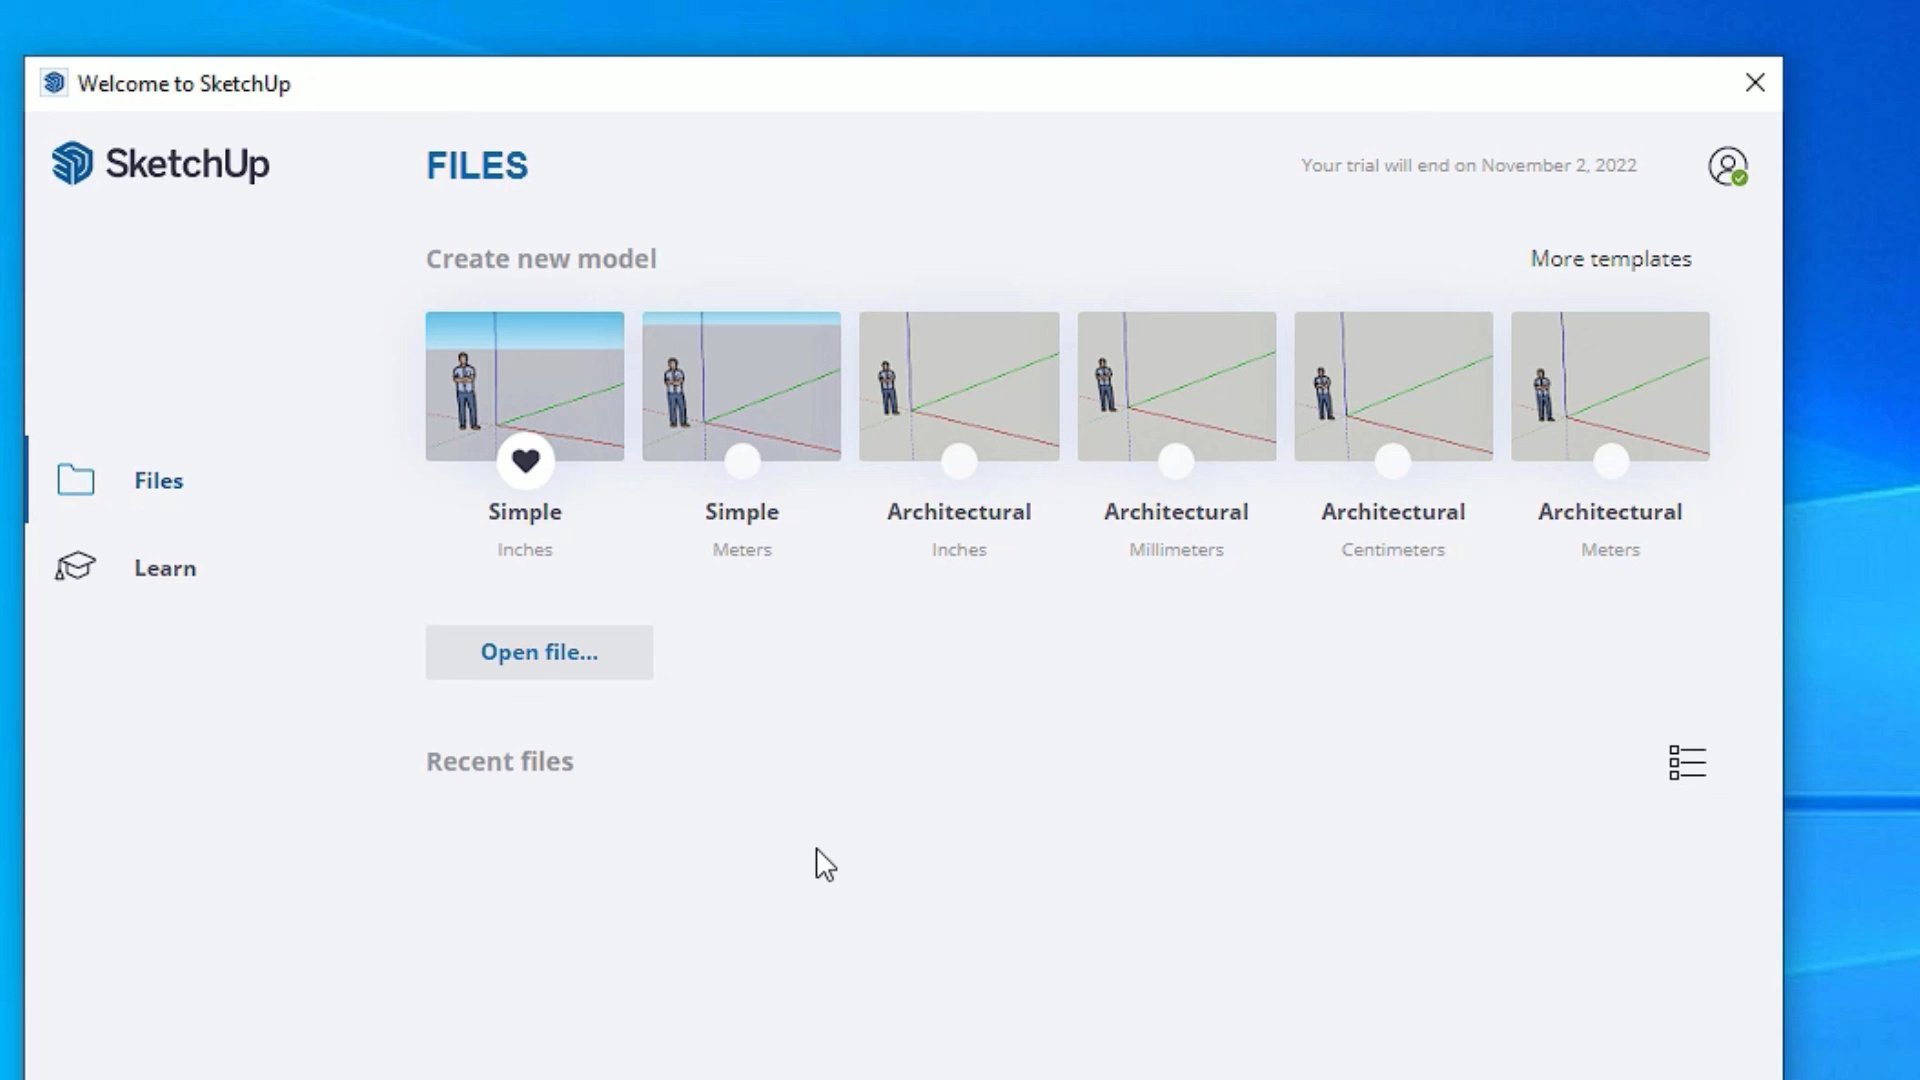 Welcome to SketchUp
SketchUp
FILES
Your trial will end on November 2, 2022
Create new model
More templates
Simple
Inches
Simple
Meters
Architectural
Inches
Architectural
Millimeters
Architectural
Centimeters
Architectural
Meters
Files
Learn
Open file...
Recent files